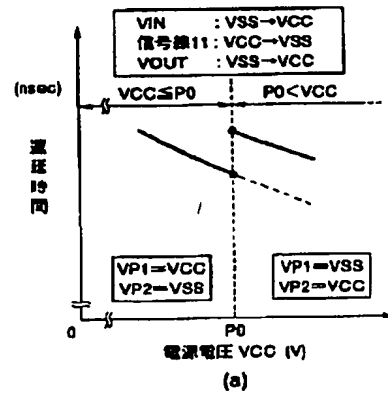 VIN : VSS→VCC
信号線11 : VCC→VSS
VOUT : VSS→VCC
(nsec)
VCC≦P0
P0<VCC
遅圧時間
VP1=VCC
VP2=VSS
VP1=VSS
VP2=VCC
0
P0
電源電圧 VCC (V)
(a)